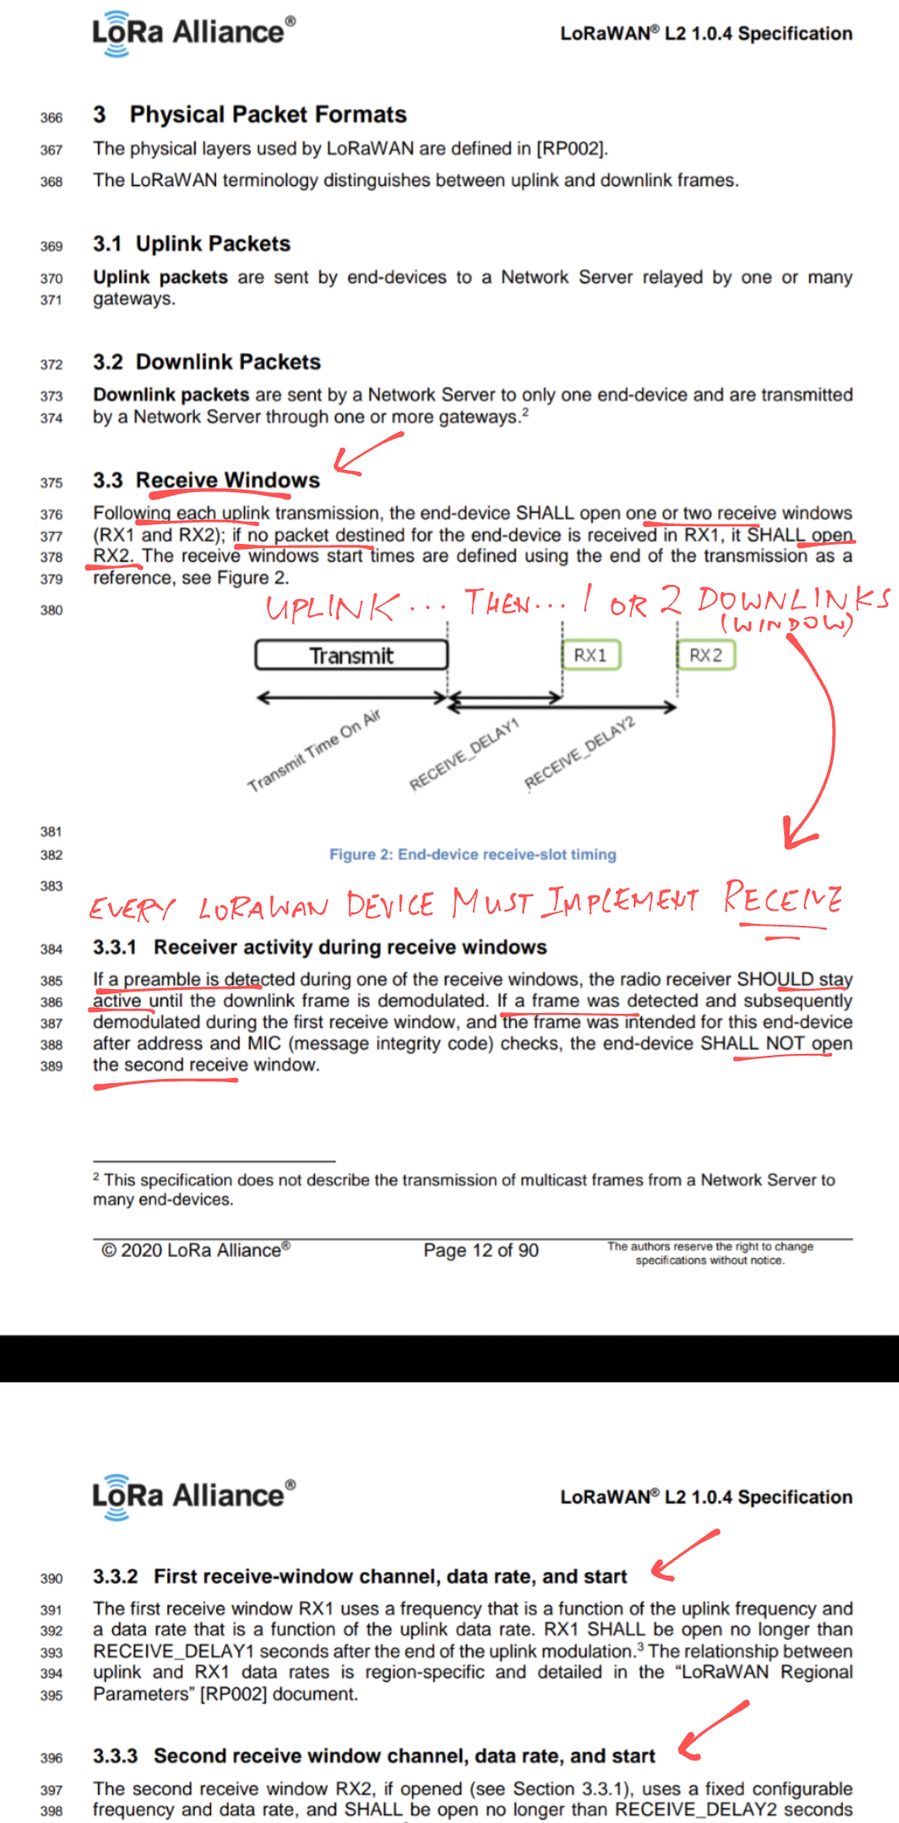 LoRa Alliance®
LoRaWAN® L2 1.0.4 Specification
366 3 Physical Packet Formats
367 The physical layers used by LoRaWAN are defined in [RP002].
368 The LoRaWAN terminology distinguishes between uplink and downlink frames.
369 3.1 Uplink Packets
370 Uplink packets are sent by end-devices to a Network Server relayed by one or many
371 gateways.
372 3.2 Downlink Packets
373 Downlink packets are sent by a Network Server to only one end-device and are transmitted
374 by a Network Server through one or more gateways.²
375 3.3 Receive Windows
376 Following each uplink transmission, the end-device SHALL open one or two receive windows
377 (RX1 and RX2); if no packet destined for the end-device is received in RX1, it SHALL open
378 RX2. The receive windows start times are defined using the end of the transmission as a
379 reference, see Figure 2.
380
UPLINK... THEN... 1 OR 2 DOWNLINKS
(WINDOW)
Transmit RX1 RX2
Transmit Time On Air RECEIVE_DELAY1 RECEIVE_DELAY2
381
382 Figure 2: End-device receive-slot timing
383
EVERY LORAWAN DEVICE MUST IMPLEMENT RECEIVE
384 3.3.1 Receiver activity during receive windows
385 If a preamble is detected during one of the receive windows, the radio receiver SHOULD stay
386 active until the downlink frame is demodulated. If a frame was detected and subsequently
387 demodulated during the first receive window, and the frame was intended for this end-device
388 after address and MIC (message integrity code) checks, the end-device SHALL NOT open
389 the second receive window.
² This specification does not describe the transmission of multicast frames from a Network Server to
many end-devices.
© 2020 LoRa Alliance® Page 12 of 90 The authors reserve the right to change
specifications without notice.
LoRa Alliance®
LoRaWAN® L2 1.0.4 Specification
390 3.3.2 First receive-window channel, data rate, and start
391 The first receive window RX1 uses a frequency that is a function of the uplink frequency and
392 a data rate that is a function of the uplink data rate. RX1 SHALL be open no longer than
393 RECEIVE_DELAY1 seconds after the end of the uplink modulation.³ The relationship between
394 uplink and RX1 data rates is region-specific and detailed in the “LoRaWAN Regional
395 Parameters” [RP002] document.
396 3.3.3 Second receive window channel, data rate, and start
397 The second receive window RX2, if opened (see Section 3.3.1), uses a fixed configurable
398 frequency and data rate, and SHALL be open no longer than RECEIVE_DELAY2 seconds